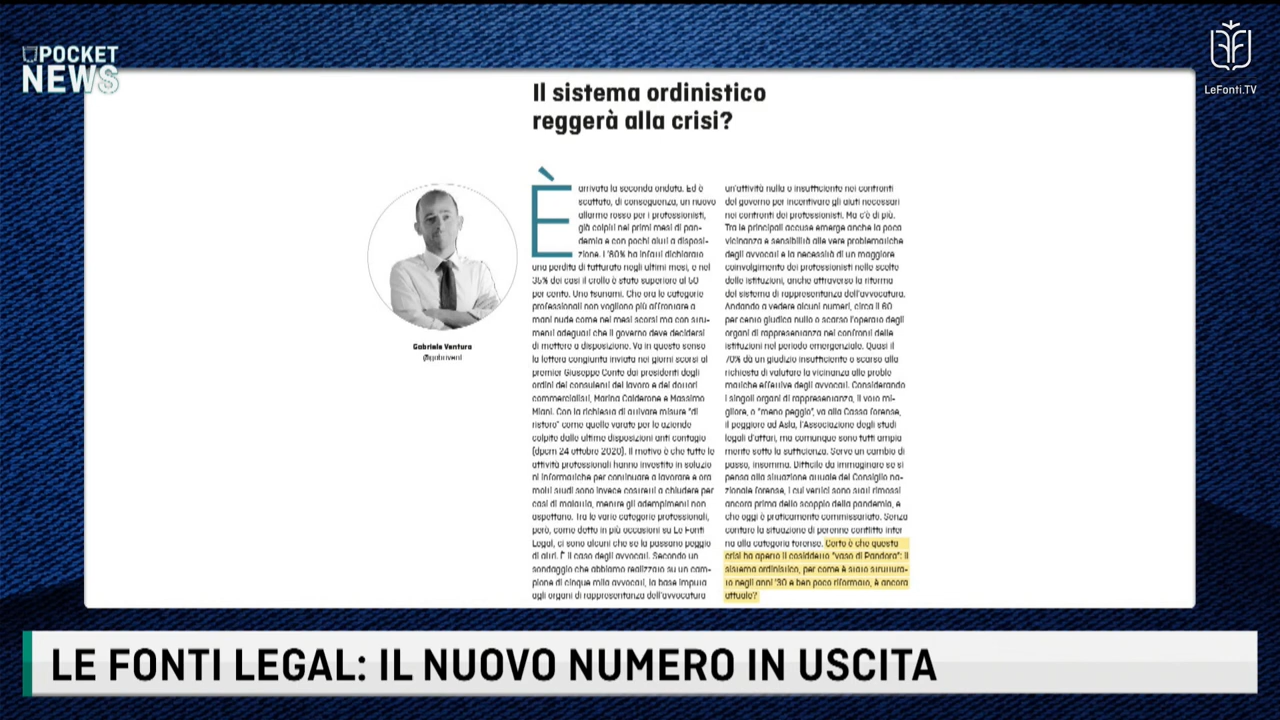 POCKET
NEWS
LeFonti.TV
Il sistema ordinistico
reggerà alla crisi?
Gabriele Ventura
È arrivata la seconda ondata. Ed è
scattato, di conseguenza, un nuovo
allarme rosso per i professionisti,
già colpiti nei primi mesi di pan-
demia e con pochi aiuti a disposi-
zione. L'80% ha infatti dichiarato
una perdita di fatturato negli ultimi mesi, e nel
35% dei casi il crollo è stato superiore al 50
per cento. Uno tsunami. Che ora le categorie
professionali non vogliono più affrontare a
mani nude come nei mesi scorsi ma con stru-
menti adeguati che il governo deve decidersi
di mettere a disposizione. Va in questo senso
la lettera congiunta inviata nei giorni scorsi al
premier Giuseppe Conte dai presidenti degli
ordini dei consulenti del lavoro e dei dottori
commercialisti, Marina Calderone e Massimo
Miani. Con la richiesta di attivare misure "di
ristoro" come quelle varate per le aziende
colpite dalle ultime disposizioni anti contagio
(dpcm 24 ottobre 2020). Il motivo è che tutte le
attività professionali hanno investito in soluzio
ni informatiche per continuare a lavorare e ora
molti studi sono invece costretti a chiudere per
casi di malattia, mentre gli adempimenti non
aspettano. Tra le varie categorie professionali,
però, come detto in più occasioni su Le Fonti
Legal, ci sono alcuni che se la passano peggio
di altri. È il caso degli avvocati. Secondo un
sondaggio che abbiamo realizzato su un cam-
pione di cinque mila avvocati, la base imputa
agli organi di rappresentanza dell'avvocatura
un'attività nulla o insufficiente nei confronti
del governo per incentivare gli aiuti necessari
nei confronti dei professionisti. Ma c'è di più.
Tra le principali accuse emerge anche la poca
vicinanza e sensibilità alle vere problematiche
degli avvocati e la necessità di un maggiore
coinvolgimento dei professionisti nelle scelte
delle istituzioni, anche attraverso la riforma
del sistema di rappresentanza dell'avvocatura.
Andando a vedere alcuni numeri, circa il 60
per cento giudica nullo o scarso l'operato degli
organi di rappresentanza nei confronti delle
istituzioni nel periodo emergenziale. Quasi il
70% dà un giudizio insufficiente o scarso alla
richiesta di valutare la vicinanza alle proble
matiche effettive degli avvocati. Considerando
i singoli organi di rappresentanza, il voto mi-
gliore, o "meno peggio", va alla Cassa forense,
il peggiore ad Asla, l'Associazione degli studi
legali d'affari, ma comunque sono tutti ampia
mente sotto la sufficienza. Serve un cambio di
passo, insomma. Difficile da immaginare se si
pensa alla situazione attuale del Consiglio na-
zionale forense, i cui vertici sono stati rimossi
ancora prima dello scoppio della pandemia, e
che oggi è praticamente commissariato. Senza
contare la situazione di perenne conflitto inter
na alla categoria forense. Certo è che questa
crisi ha aperto il cosiddetto "vaso di Pandora": il
sistema ordinistico, per come è stato struttura-
to negli anni '30 e ben poco riformato, è ancora
attuale?
LE FONTI LEGAL: IL NUOVO NUMERO IN USCITA